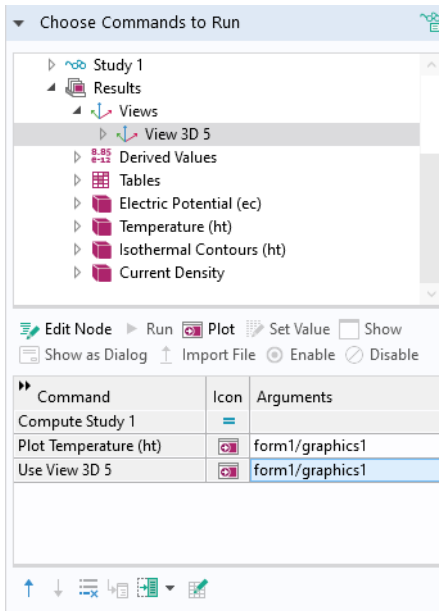 Choose Commands to Run
Study 1
Results
Views
View 3D 5
8.85
e-12 Derived Values
Tables
Electric Potential (ec)
Temperature (ht)
Isothermal Contours (ht)
Current Density
Edit Node Run Plot Set Value Show
Show as Dialog Import File Enable Disable
Command Icon Arguments
Compute Study 1 =
Plot Temperature (ht) form1/graphics1
Use View 3D 5 form1/graphics1